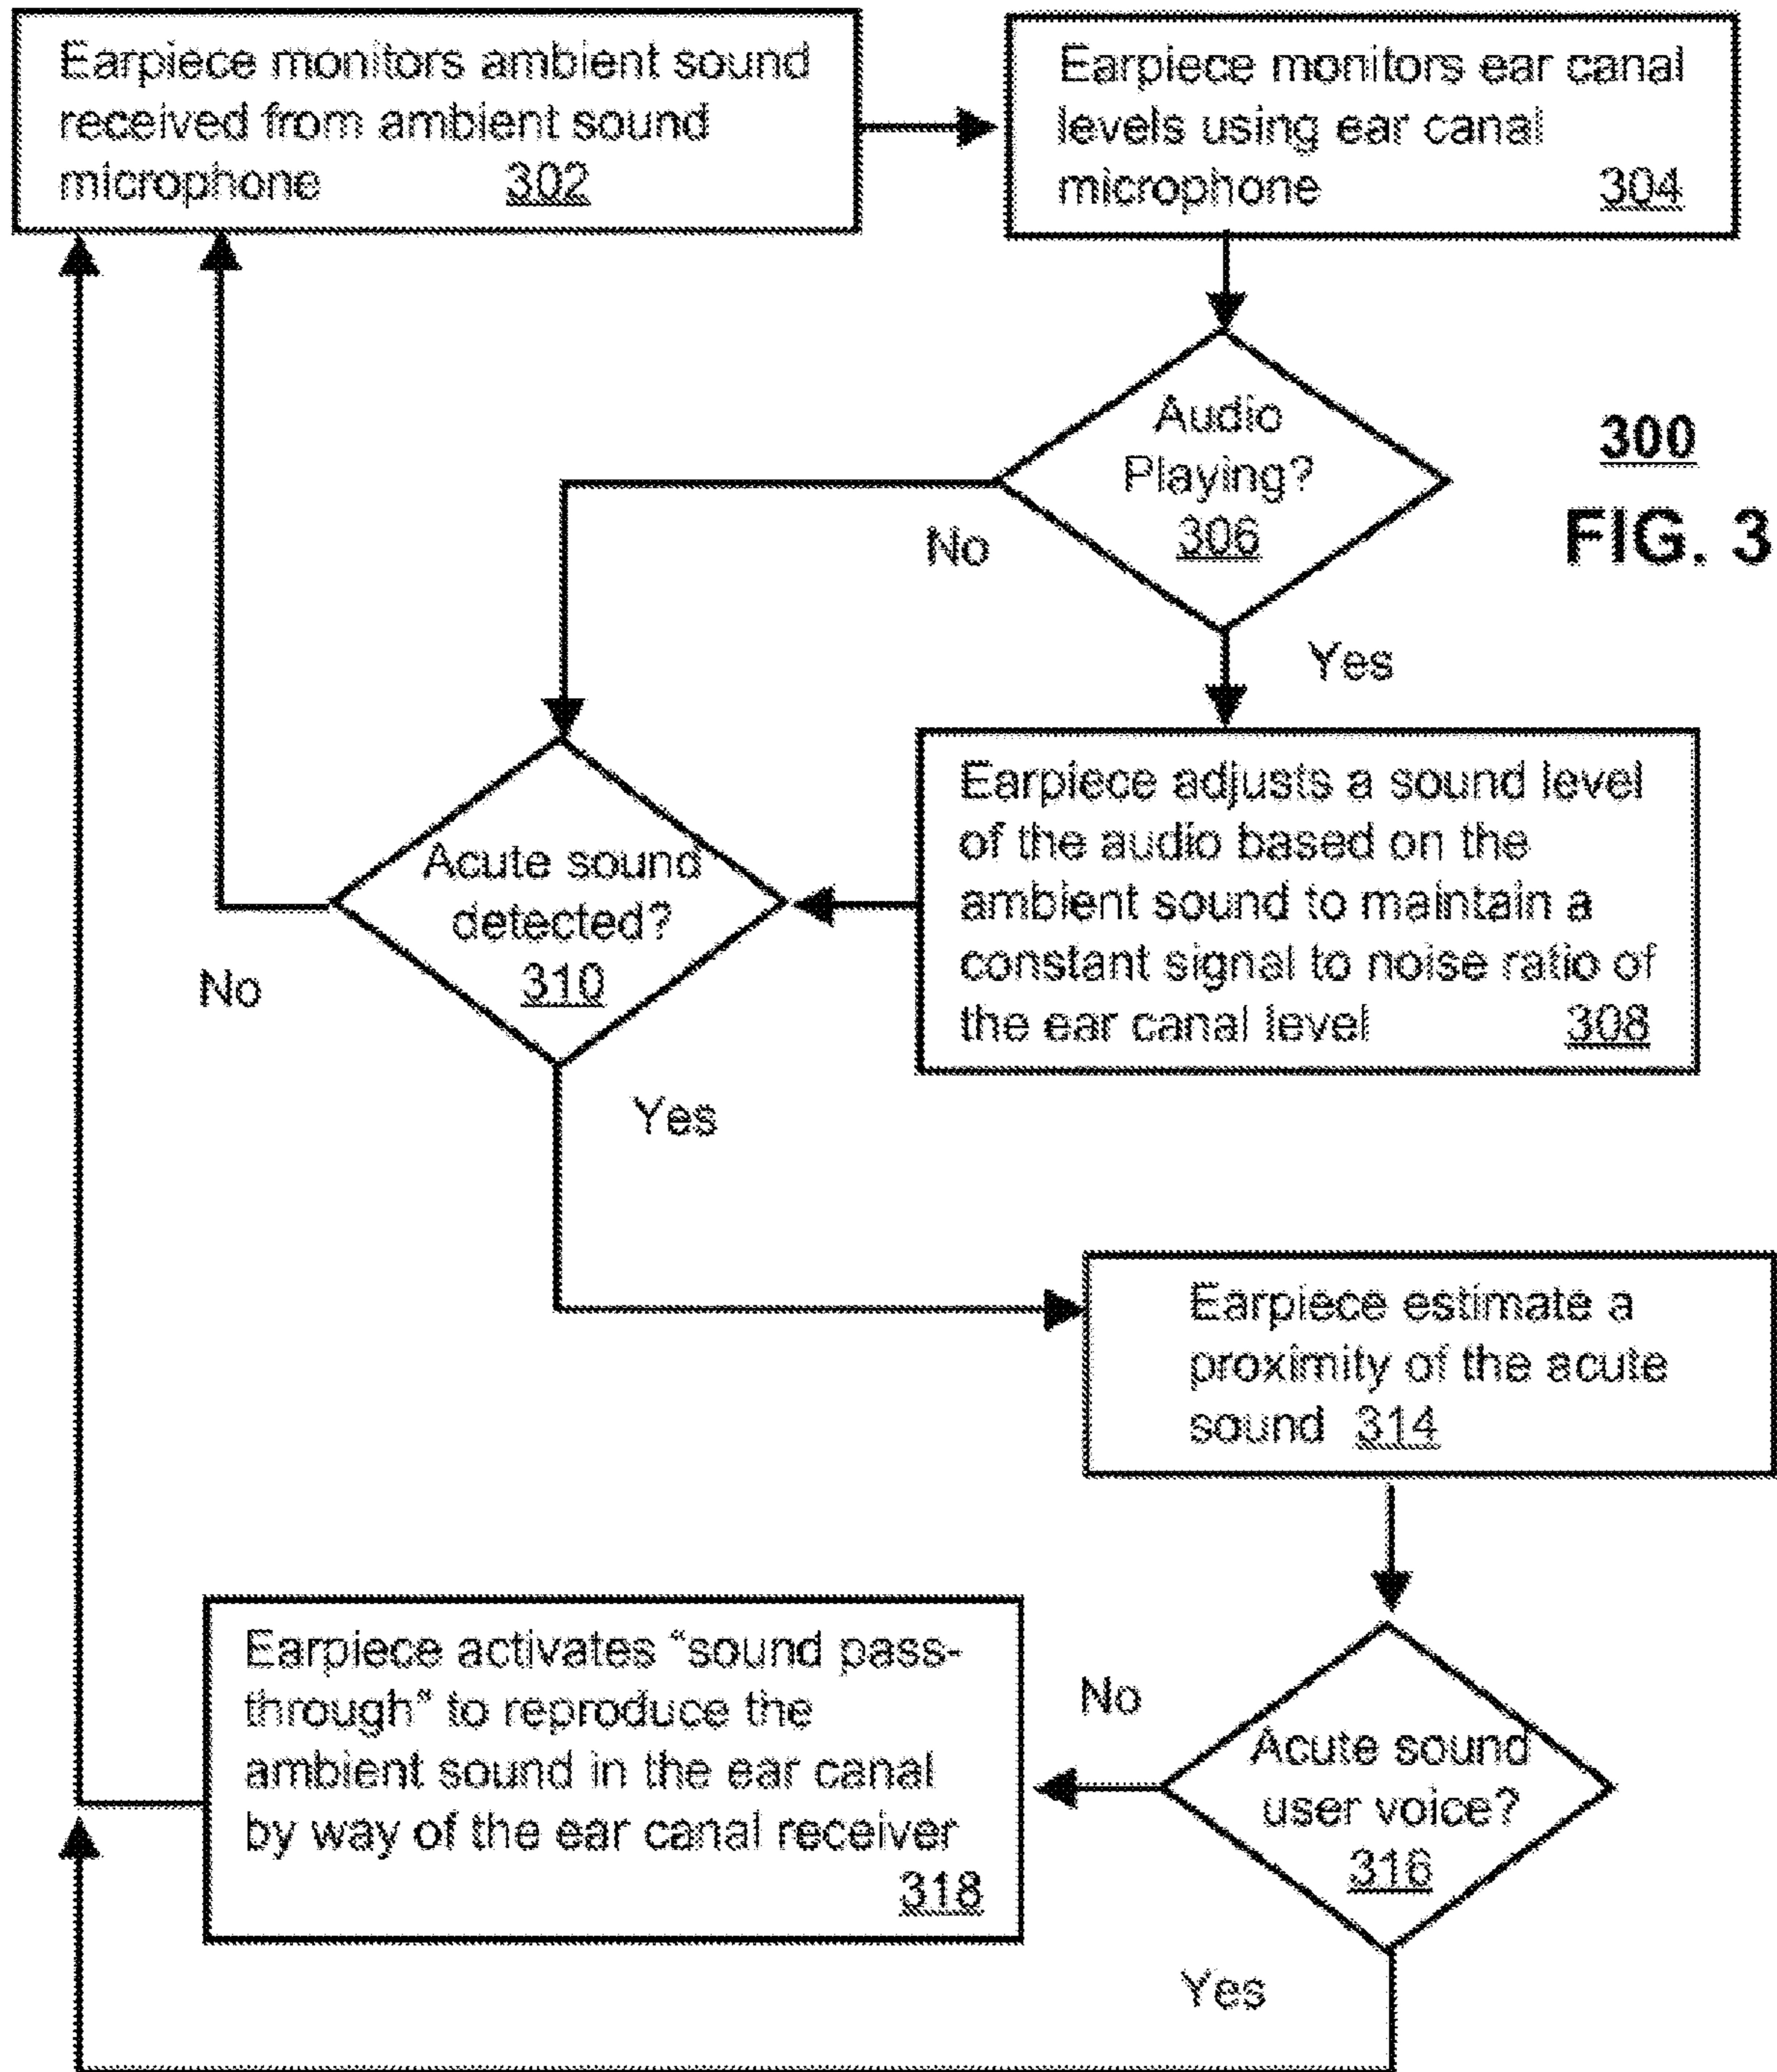 Earpiece monitors ambient sound
received from ambient sound
microphone 302
Earpiece monitors ear canal
levels using ear canal
microphone 304
Audio
Playing?
306
300
FIG. 3
No
Yes
Earpiece adjusts a sound level
of the audio based on the
ambient sound to maintain a
constant signal to noise ratio of
the ear canal level 308
Acute sound
detected?
310
No
Yes
Earpiece estimate a
proximity of the acute
sound 314
Acute sound
user voice?
316
No
Yes
Earpiece activates “sound pass-
through” to reproduce the
ambient sound in the ear canal
by way of the ear canal receiver
318